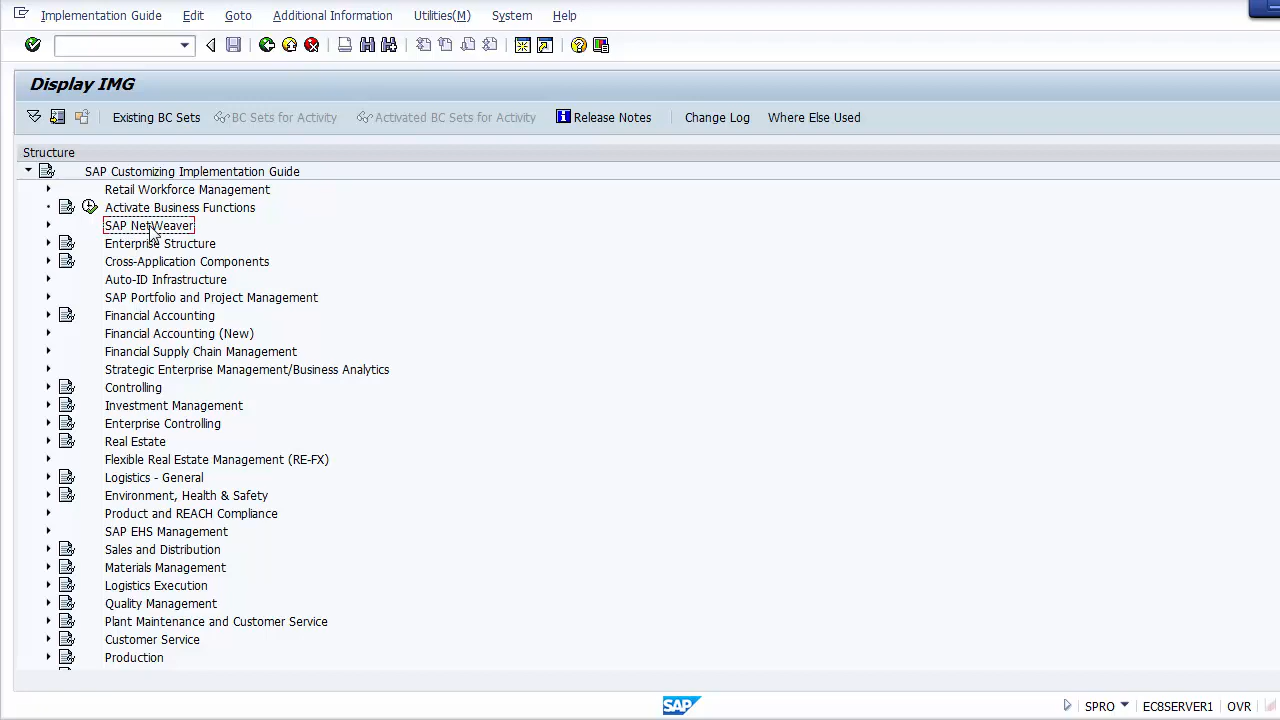 Implementation Guide Edit Goto Additional Information Utilities(M) System Help
Display IMG
Existing BC Sets BC Sets for Activity Activated BC Sets for Activity Release Notes Change Log Where Else Used
Structure
SAP Customizing Implementation Guide
Retail Workforce Management
Activate Business Functions
SAP NetWeaver
Enterprise Structure
Cross-Application Components
Auto-ID Infrastructure
SAP Portfolio and Project Management
Financial Accounting
Financial Accounting (New)
Financial Supply Chain Management
Strategic Enterprise Management/Business Analytics
Controlling
Investment Management
Enterprise Controlling
Real Estate
Flexible Real Estate Management (RE-FX)
Logistics - General
Environment, Health & Safety
Product and REACH Compliance
SAP EHS Management
Sales and Distribution
Materials Management
Logistics Execution
Quality Management
Plant Maintenance and Customer Service
Customer Service
Production
SAP SPRO EC8SERVER1 OVR